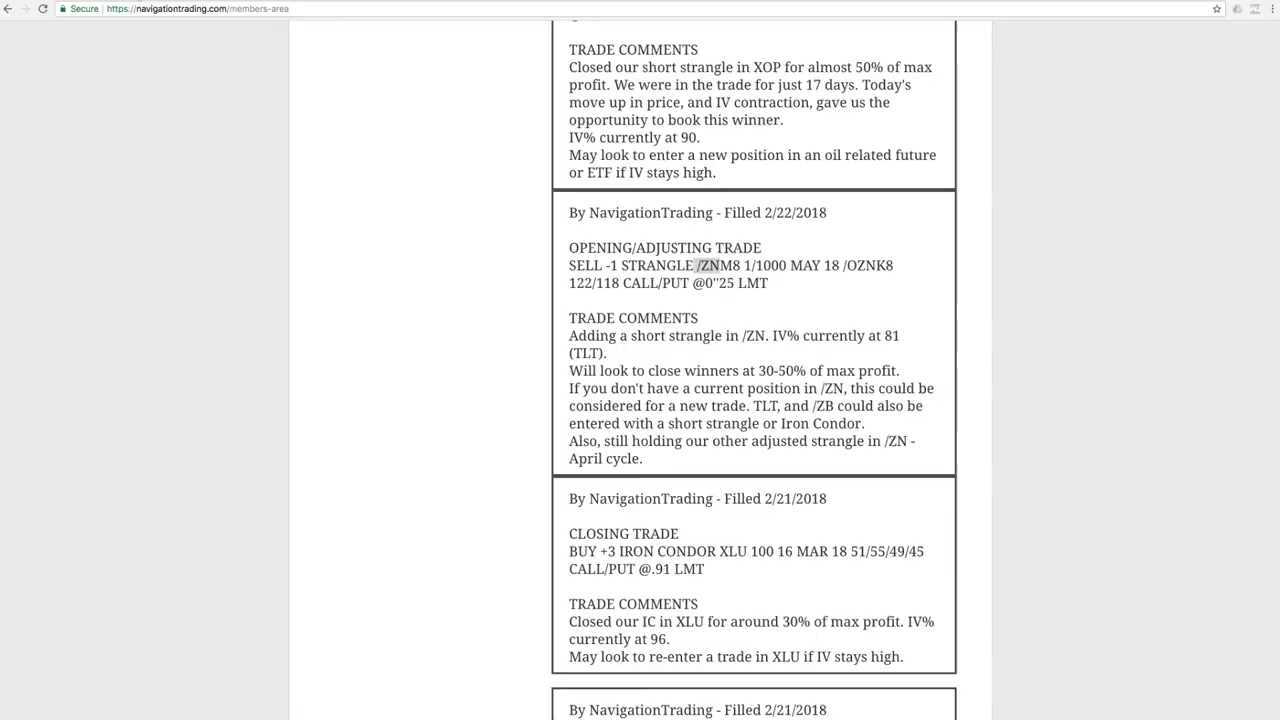 Secure
https://navigationtrading.com/members-area
TRADE COMMENTS
Closed our short strangle in XOP for almost 50% of max
profit. We were in the trade for just 17 days. Today's
move up in price, and IV contraction, gave us the
opportunity to book this winner.
IV% currently at 90.
May look to enter a new position in an oil related future
or ETF if IV stays high.
By NavigationTrading - Filled 2/22/2018
OPENING/ADJUSTING TRADE
SELL -1 STRANGLE /ZNM8 1/1000 MAY 18 /OZNK8
122/118 CALL/PUT @0"25 LMT
TRADE COMMENTS
Adding a short strangle in /ZN. IV% currently at 81
(TLT).
Will look to close winners at 30-50% of max profit.
If you don't have a current position in /ZN, this could be
considered for a new trade. TLT, and /ZB could also be
entered with a short strangle or Iron Condor.
Also, still holding our other adjusted strangle in /ZN -
April cycle.
By NavigationTrading - Filled 2/21/2018
CLOSING TRADE
BUY +3 IRON CONDOR XLU 100 16 MAR 18 51/55/49/45
CALL/PUT @.91 LMT
TRADE COMMENTS
Closed our IC in XLU for around 30% of max profit. IV%
currently at 96.
May look to re-enter a trade in XLU if IV stays high.
By NavigationTrading - Filled 2/21/2018